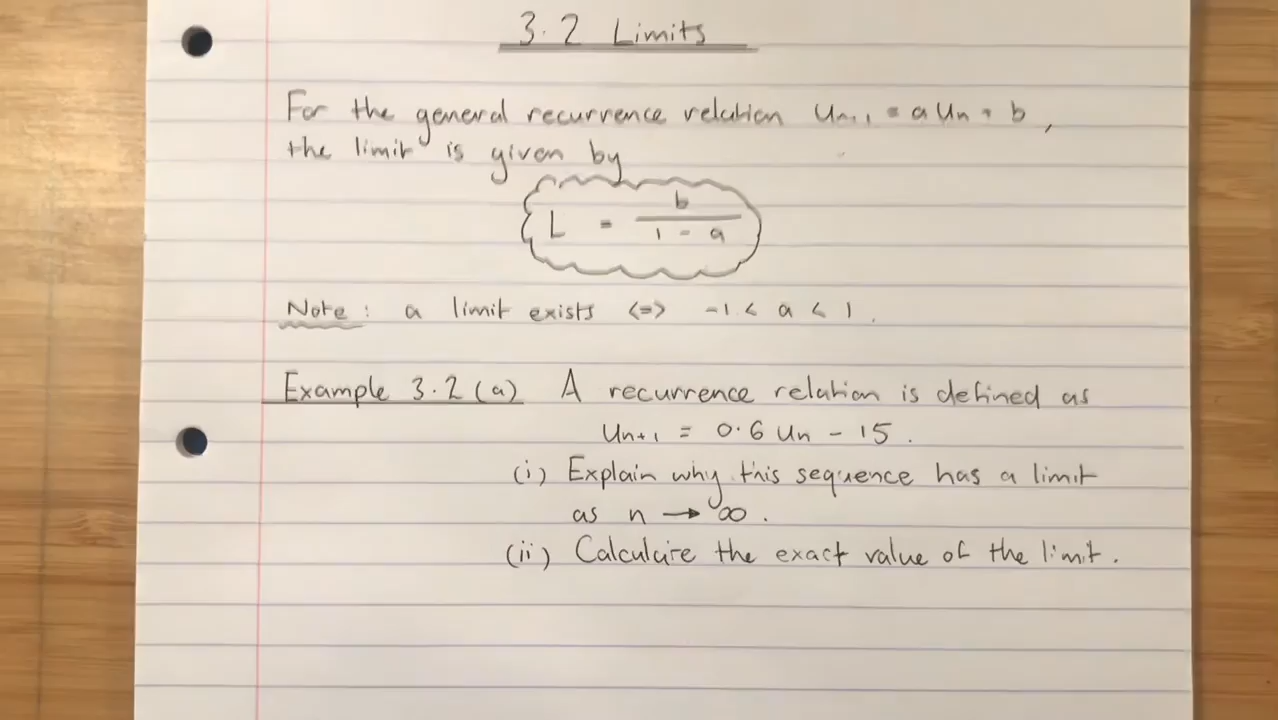 3.2 Limits
For the general recurrence relation Un+1 = a Un + b,
the limit is given by
L = b / 1 - a
Note: a limit exists <=> -1 < a < 1.
Example 3.2 (a) A recurrence relation is defined as
Un+1 = 0.6 Un - 15.
(i) Explain why this sequence has a limit
as n → ∞.
(ii) Calculate the exact value of the limit.